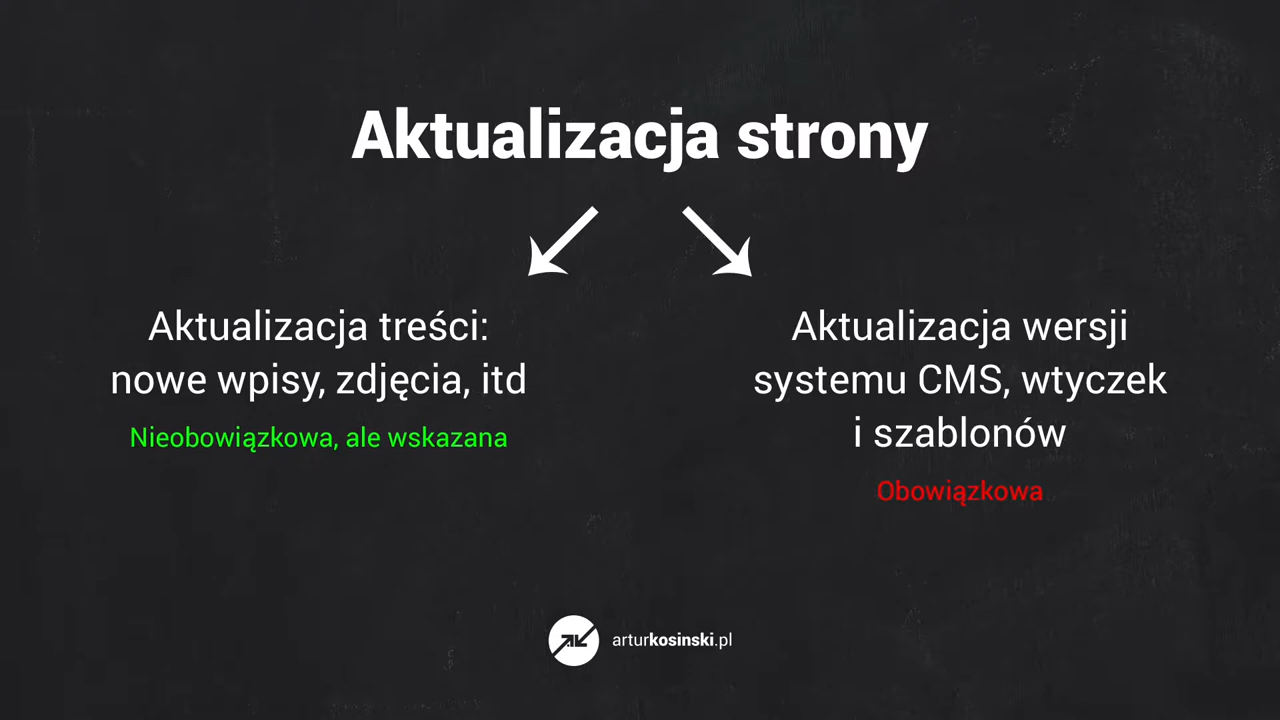 Aktualizacja strony
Aktualizacja treści:
nowe wpisy, zdjęcia, itd
Nieobowiązkowa, ale wskazana
Aktualizacja wersji
systemu CMS, wtyczek
i szablonów
Obowiązkowa
arturkosinski.pl